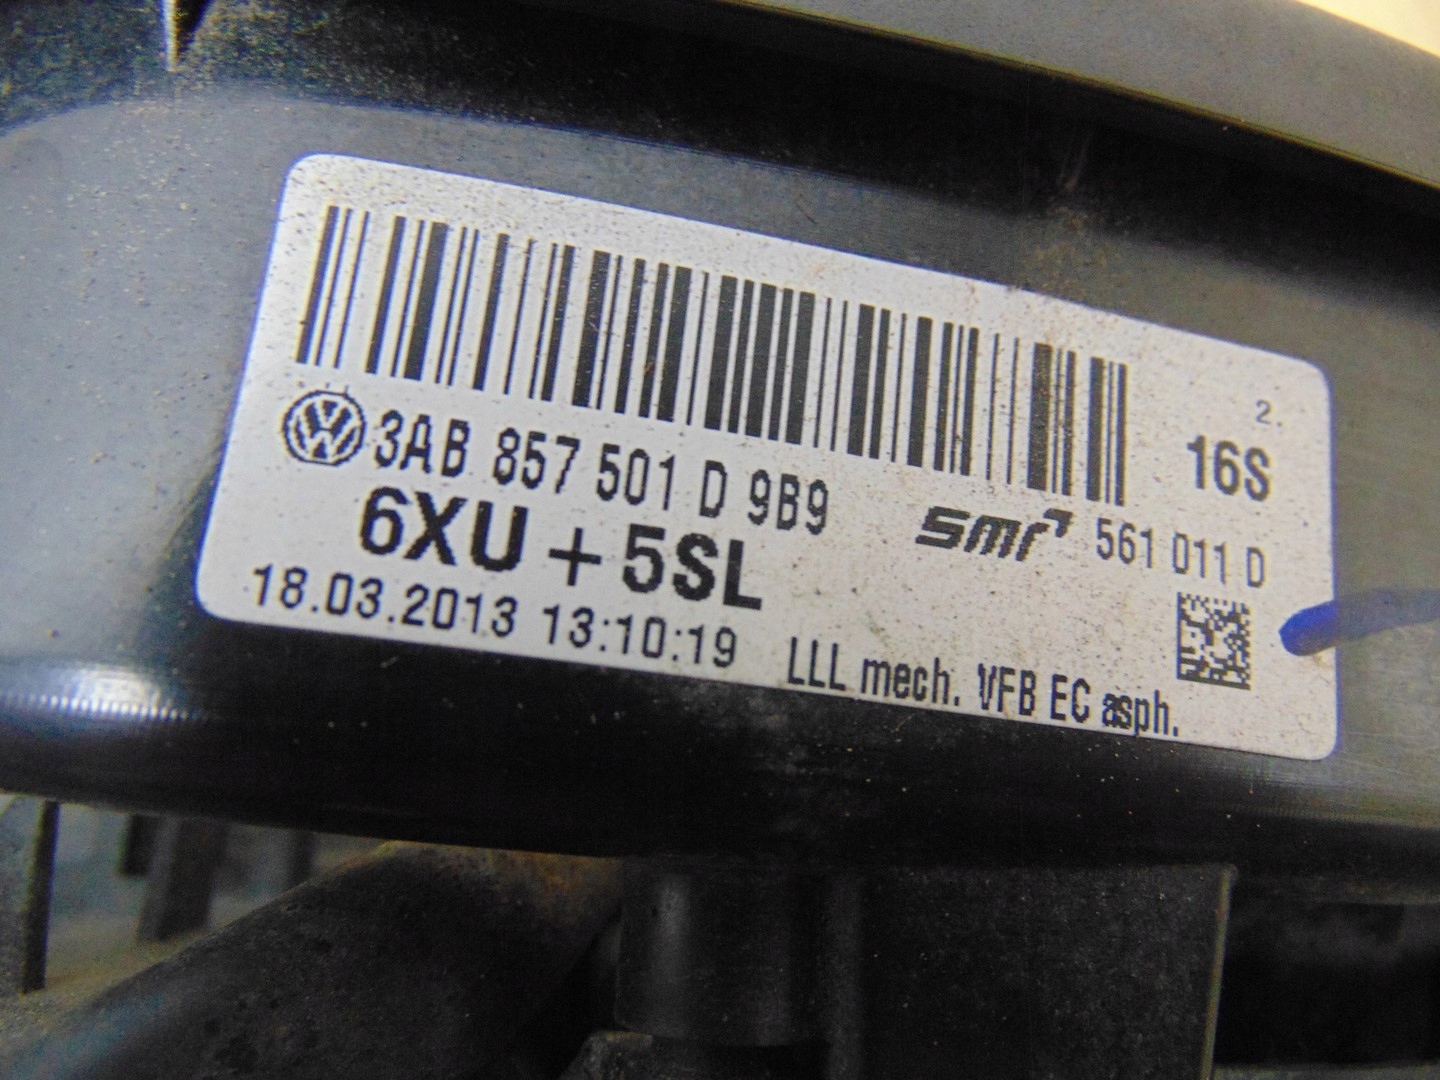 2.
16S
3AB 857 501 D 9B9
smr 561 011 D
6XU + 5SL
18.03.2013 13:10:19
LLL mech. VFB EC asph.